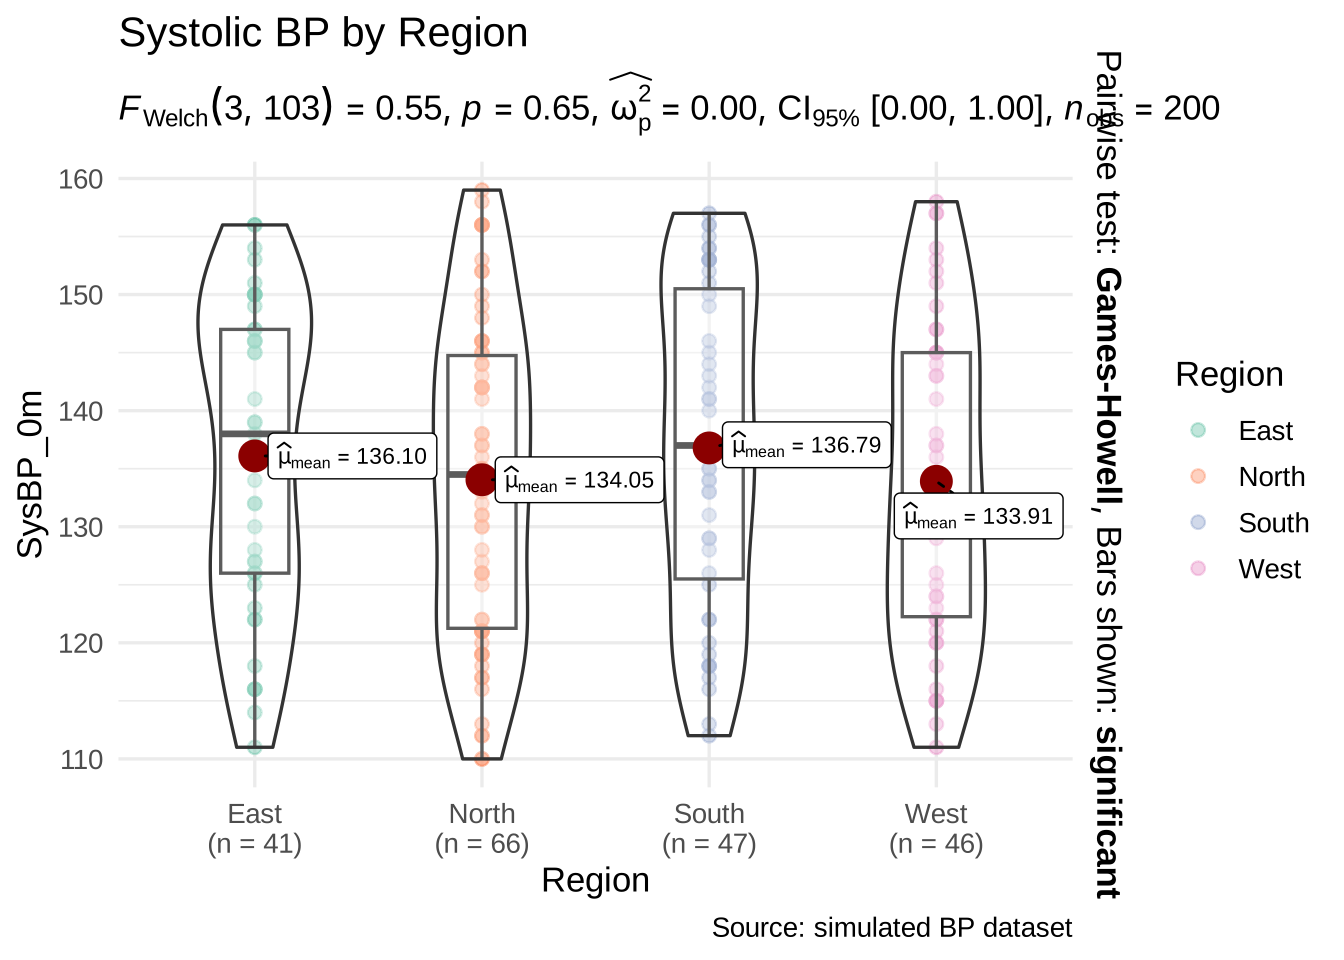 Systolic BP by Region
F Welch (3, 103) = 0.55, p = 0.65, ω̂²p = 0.00, CI95% [0.00, 1.00], nobs = 200
SysBP_0m
160
150
140
130
120
110
μ̂mean = 136.10
μ̂mean = 134.05
μ̂mean = 136.79
μ̂mean = 133.91
East
(n = 41)
North
(n = 66)
South
(n = 47)
West
(n = 46)
Region
Pairwise test: Games-Howell, Bars shown: significant
Region
East
North
South
West
Source: simulated BP dataset